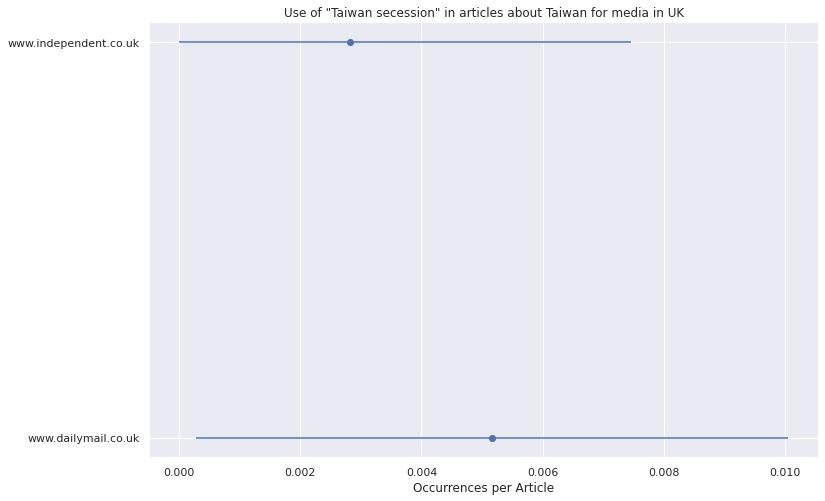 Use of "Taiwan secession" in articles about Taiwan for media in UK
www.independent.co.uk
www.dailymail.co.uk
0.000 0.002 0.004 0.006 0.008 0.010
Occurrences per Article